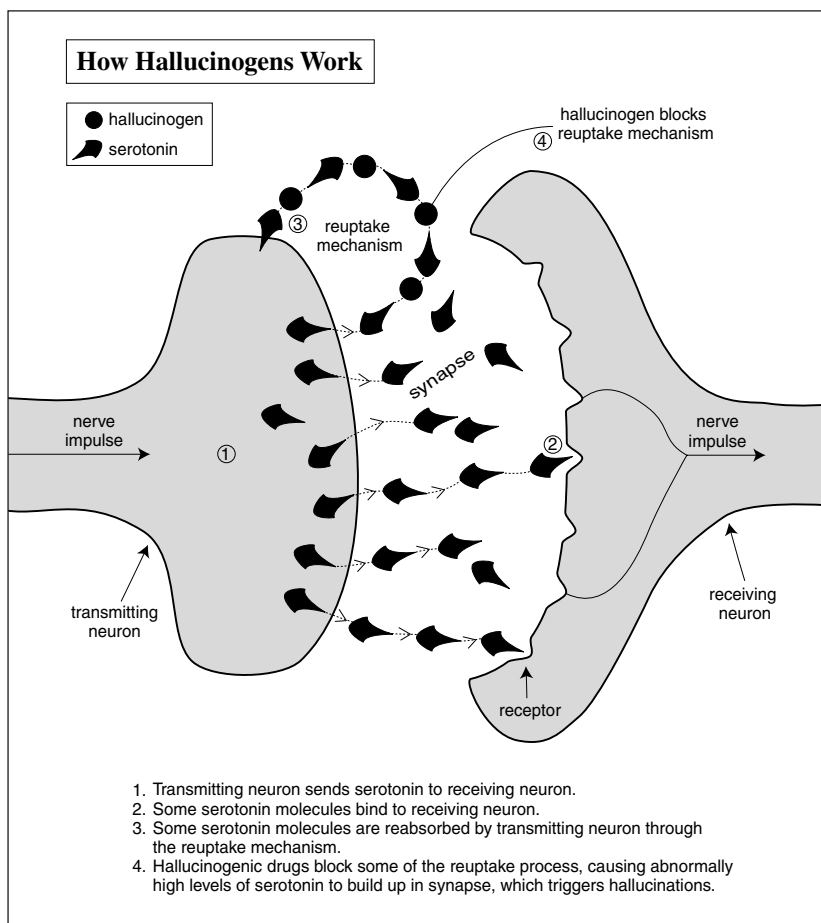 How Hallucinogens Work
hallucinogen
serotonin
hallucinogen blocks
reuptake mechanism
4
3
reuptake
mechanism
synapse
nerve
impulse
1
2
nerve
impulse
transmitting
neuron
receiving
neuron
receptor
1. Transmitting neuron sends serotonin to receiving neuron.
2. Some serotonin molecules bind to receiving neuron.
3. Some serotonin molecules are reabsorbed by transmitting neuron through
the reuptake mechanism.
4. Hallucinogenic drugs block some of the reuptake process, causing abnormally
high levels of serotonin to build up in synapse, which triggers hallucinations.